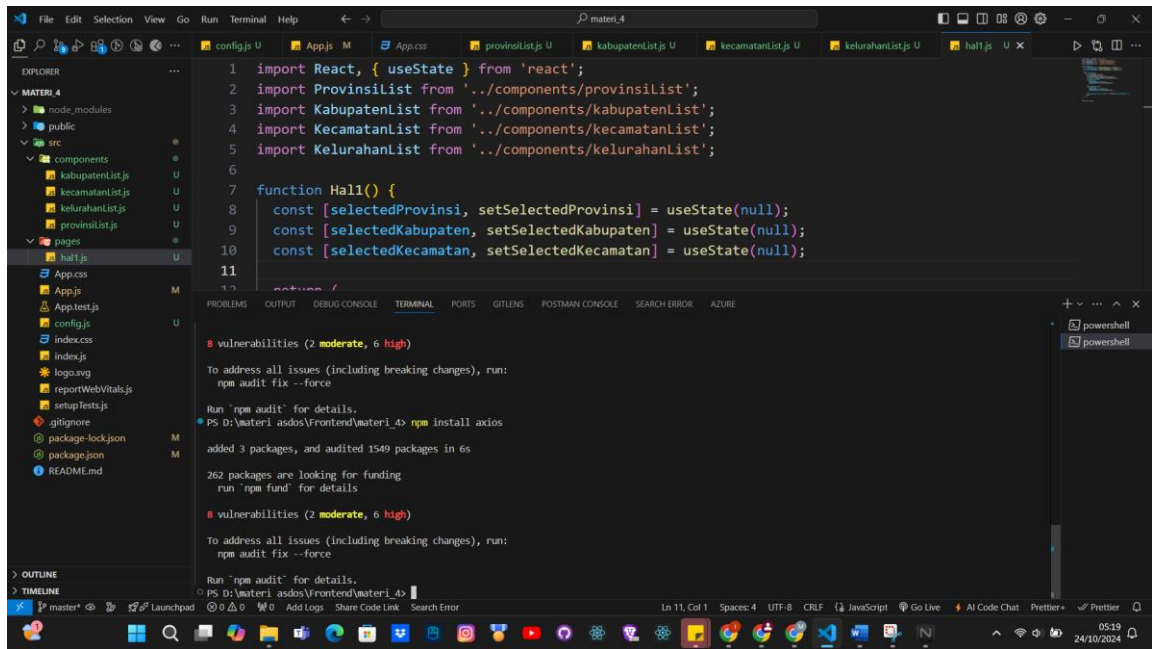 File Edit Selection View Go Run Terminal Help
materi_4
config.js U App.js M App.css provinsiList.js U kabupatenList.js U kecamatanList.js U kelurahanList.js U hal1.js U
EXPLORER
MATERI_4
node_modules
public
src
components
kabupatenList.js U
kecamatanList.js U
kelurahanList.js U
provinsiList.js U
pages
hal1.js U
App.css
App.js M
App.test.js
config.js U
index.css
index.js
logo.svg
reportWebVitals.js
setupTests.js
.gitignore
package-lock.json M
package.json M
README.md
OUTLINE
TIMELINE
1 import React, { useState } from 'react';
2 import ProvinsiList from '../components/provinsiList';
3 import KabupatenList from '../components/kabupatenList';
4 import KecamatanList from '../components/kecamatanList';
5 import KelurahanList from '../components/kelurahanList';
6
7 function Hal1() {
8 const [selectedProvinsi, setSelectedProvinsi] = useState(null);
9 const [selectedKabupaten, setSelectedKabupaten] = useState(null);
10 const [selectedKecamatan, setSelectedKecamatan] = useState(null);
11
12 return (
PROBLEMS OUTPUT DEBUG CONSOLE TERMINAL PORTS GITLENS POSTMAN CONSOLE SEARCH ERROR AZURE
powershell
powershell
8 vulnerabilities (2 moderate, 6 high)
To address all issues (including breaking changes), run:
npm audit fix --force
Run `npm audit` for details.
PS D:\materi asdos\Frontend\materi_4> npm install axios
added 3 packages, and audited 1549 packages in 6s
262 packages are looking for funding
run `npm fund` for details
8 vulnerabilities (2 moderate, 6 high)
To address all issues (including breaking changes), run:
npm audit fix --force
Run `npm audit` for details.
PS D:\materi asdos\Frontend\materi_4>
master* Launchpad 0 0 0 Add Logs Share Code Link Search Error Ln 11, Col 1 Spaces: 4 UTF-8 CRLF JavaScript Go Live AI Code Chat Prettier+ Prettier
05:19
24/10/2024